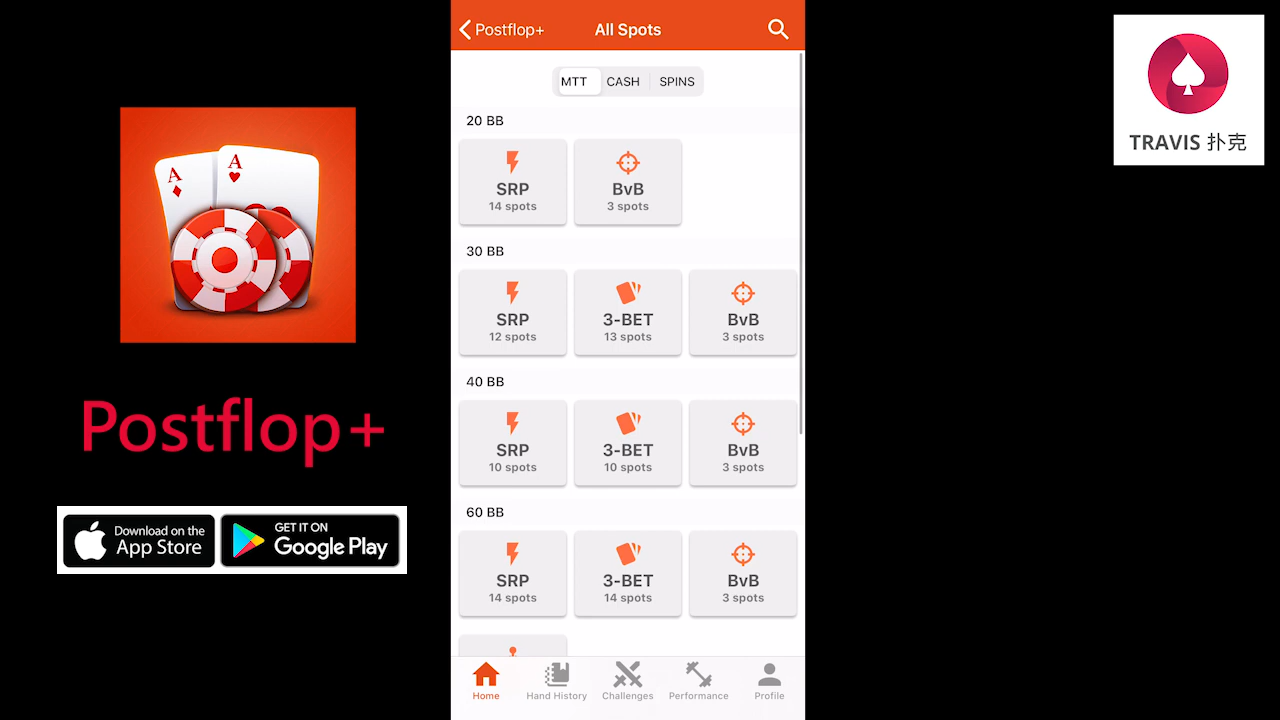 Postflop+
All Spots
MTT
CASH
SPINS
20 BB
SRP
14 spots
BvB
3 spots
30 BB
SRP
12 spots
3-BET
13 spots
BvB
3 spots
40 BB
SRP
10 spots
3-BET
10 spots
BvB
3 spots
60 BB
SRP
14 spots
3-BET
14 spots
BvB
3 spots
Home
Hand History
Challenges
Performance
Profile
A
A
Postflop+
Download on the
App Store
GET IT ON
Google Play
TRAVIS 扑克